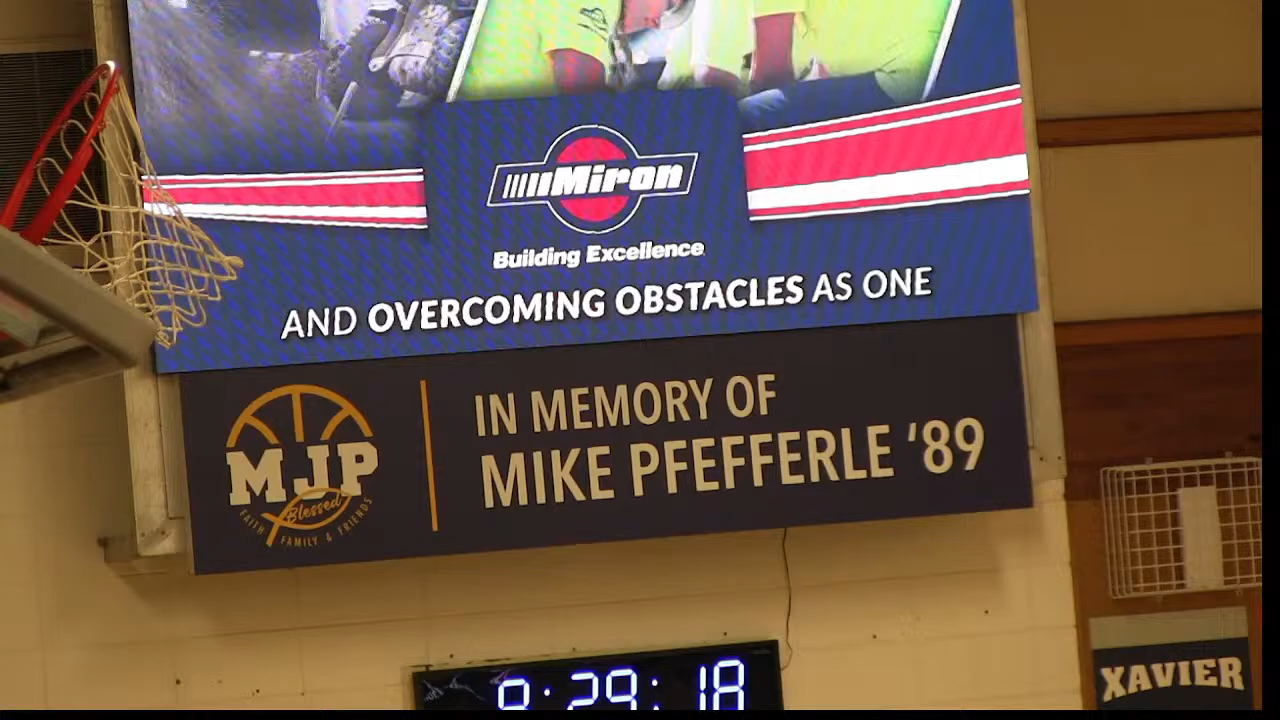 Miron
Building Excellence
AND OVERCOMING OBSTACLES AS ONE
MJP
Blessed
FAITH FAMILY & FRIENDS
IN MEMORY OF
MIKE PFEFFERLE ‘89
9:29:18
XAVIER